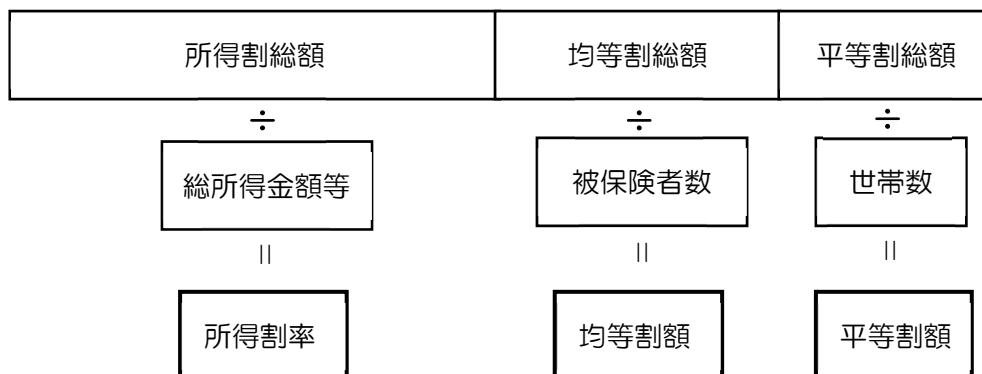 所得割総額 均等割総額 平等割総額
÷ ÷ ÷
総所得金額等 被保険者数 世帯数
＝ ＝ ＝
所得割率 均等割額 平等割額